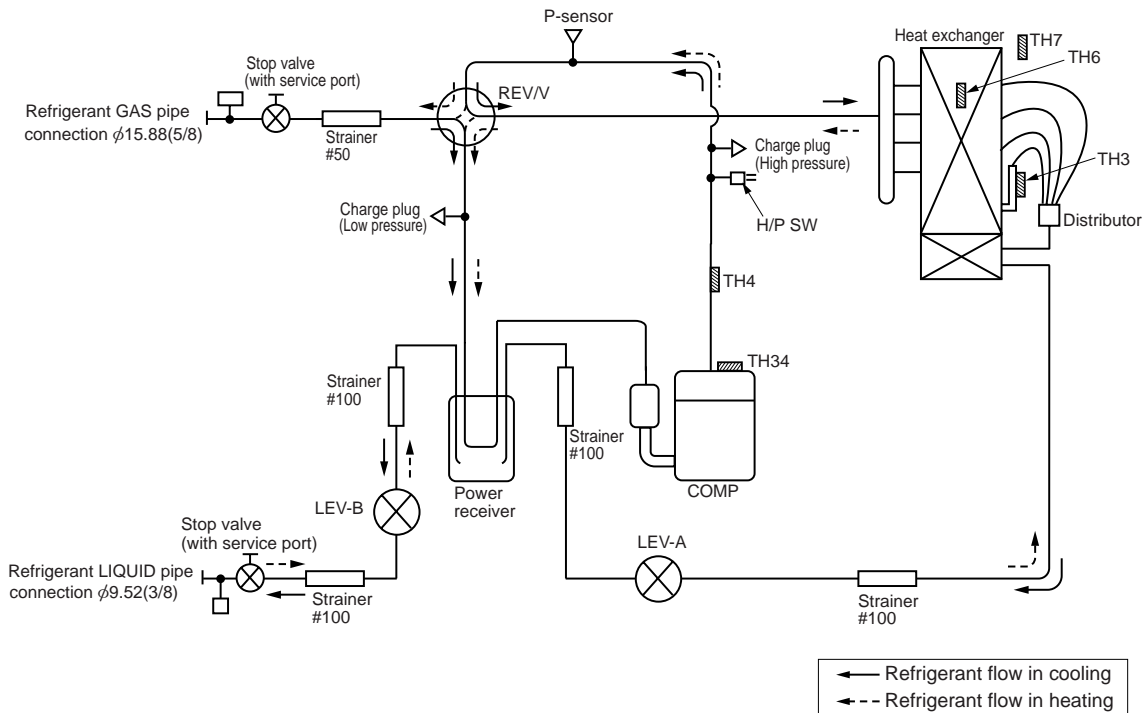 P-sensor
Heat exchanger
TH7
TH6
Stop valve
(with service port)
REV/V
Refrigerant GAS pipe
connection ϕ15.88(5/8)
Strainer
#50
Charge plug
(High pressure)
TH3
H/P SW
Charge plug
(Low pressure)
Distributor
TH4
TH34
Strainer
#100
Strainer
#100
COMP
Power
receiver
LEV-B
Stop valve
(with service port)
LEV-A
Refrigerant LIQUID pipe
connection ϕ9.52(3/8)
Strainer
#100
Strainer
#100
Refrigerant flow in cooling
Refrigerant flow in heating